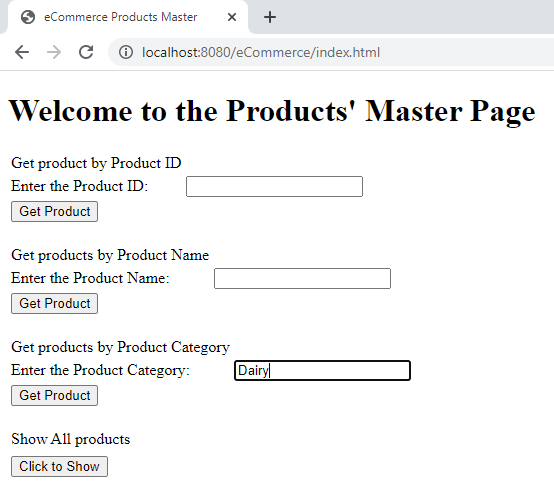 eCommerce Products Master
localhost:8080/eCommerce/index.html
Welcome to the Products' Master Page
Get product by Product ID
Enter the Product ID:
Get Product
Get products by Product Name
Enter the Product Name:
Get Product
Get products by Product Category
Enter the Product Category: Dairy
Get Product
Show All products
Click to Show